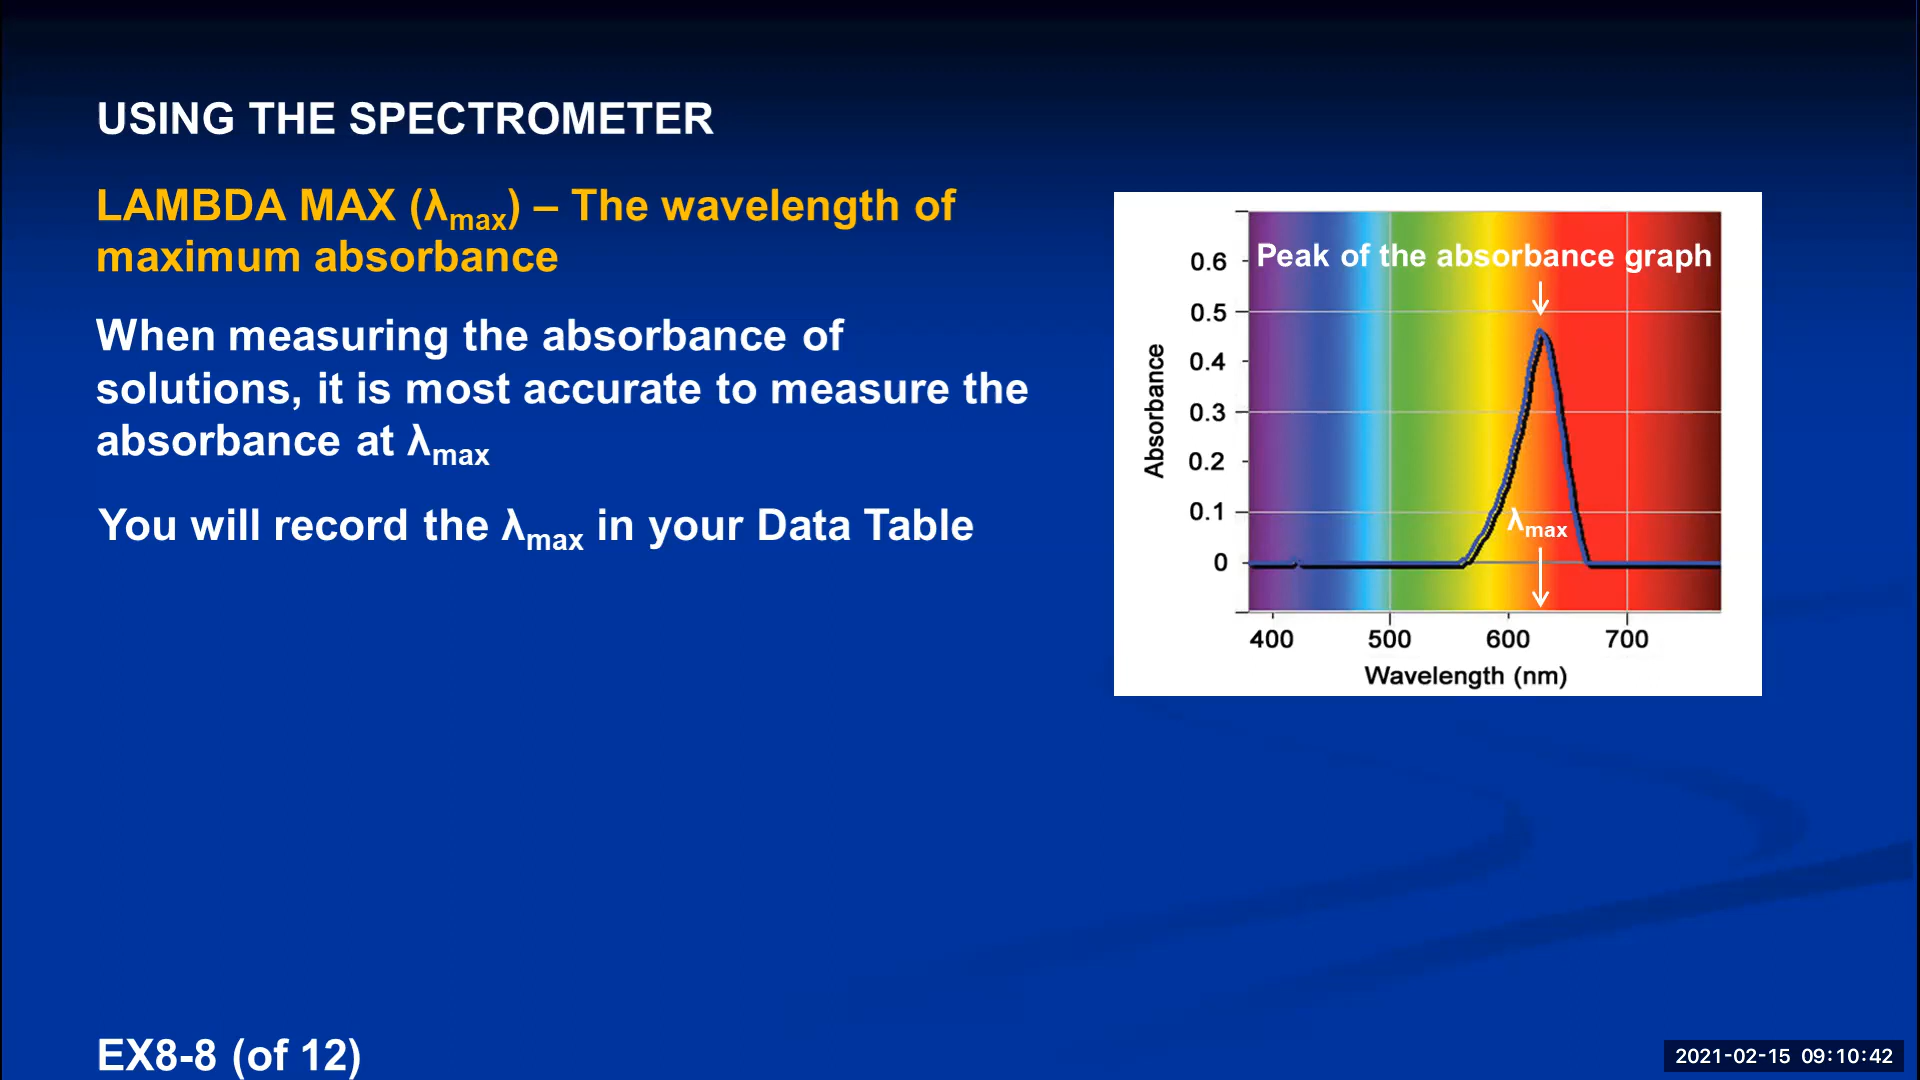 USING THE SPECTROMETER
LAMBDA MAX (λmax) – The wavelength of
maximum absorbance
When measuring the absorbance of
solutions, it is most accurate to measure the
absorbance at λmax
You will record the λmax in your Data Table
Peak of the absorbance graph
0.6
0.5
0.4
0.3
0.2
0.1
0
Absorbance
λmax
400 500 600 700
Wavelength (nm)
EX8-8 (of 12)
2021-02-15 09:10:42